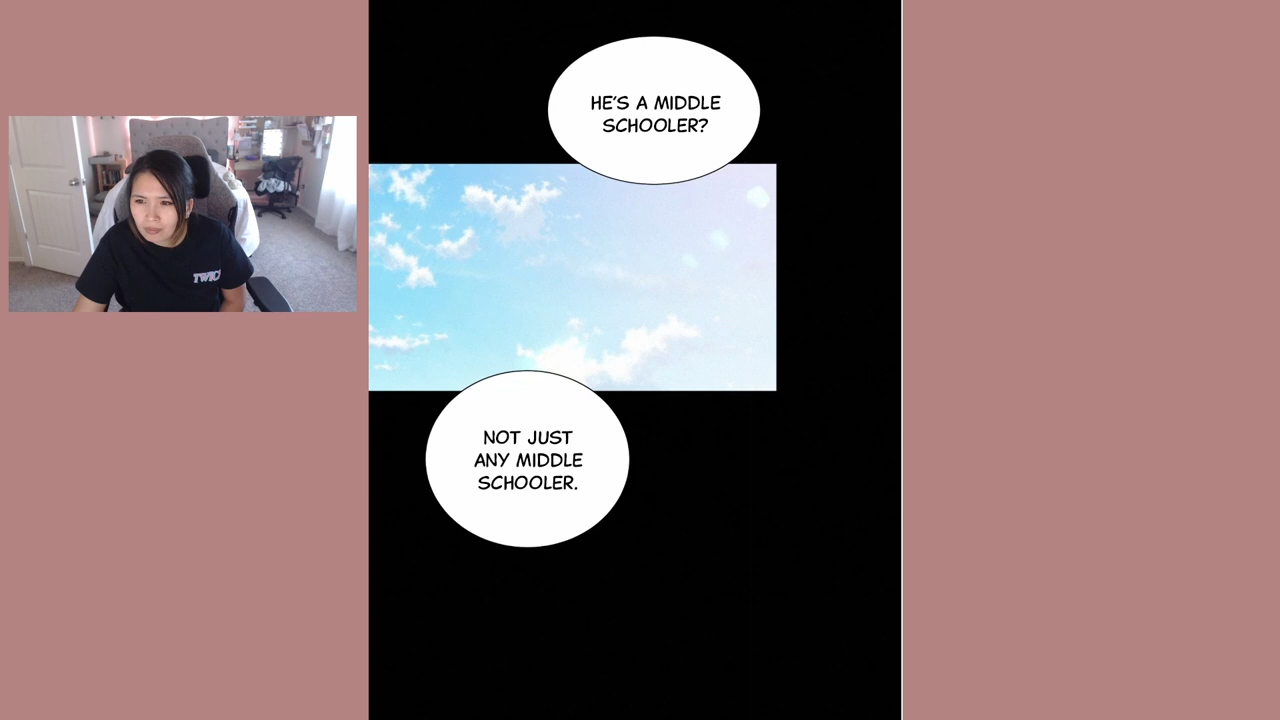 HE'S A MIDDLE
SCHOOLER?
NOT JUST
ANY MIDDLE
SCHOOLER.